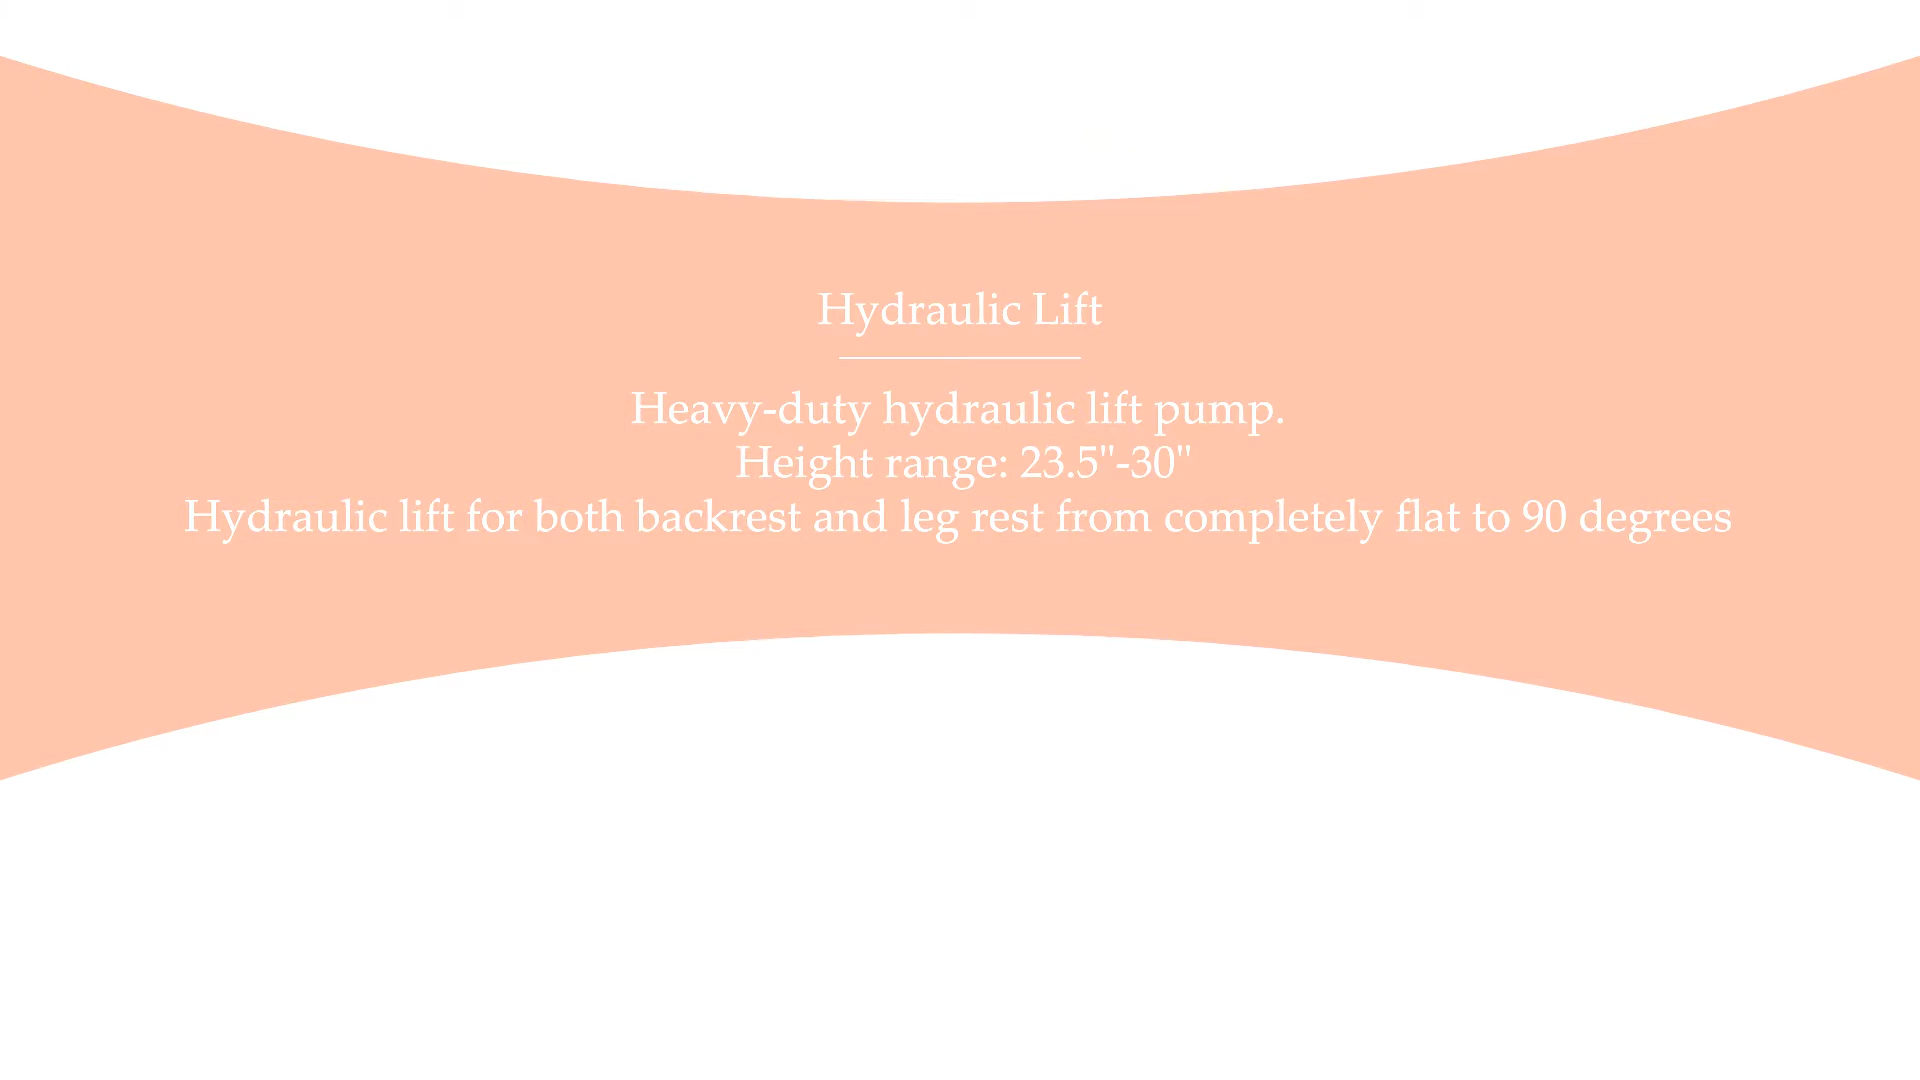 Hydraulic Lift
Heavy-duty hydraulic lift pump.
Height range: 23.5"-30"
Hydraulic lift for both backrest and leg rest from completely flat to 90 degrees